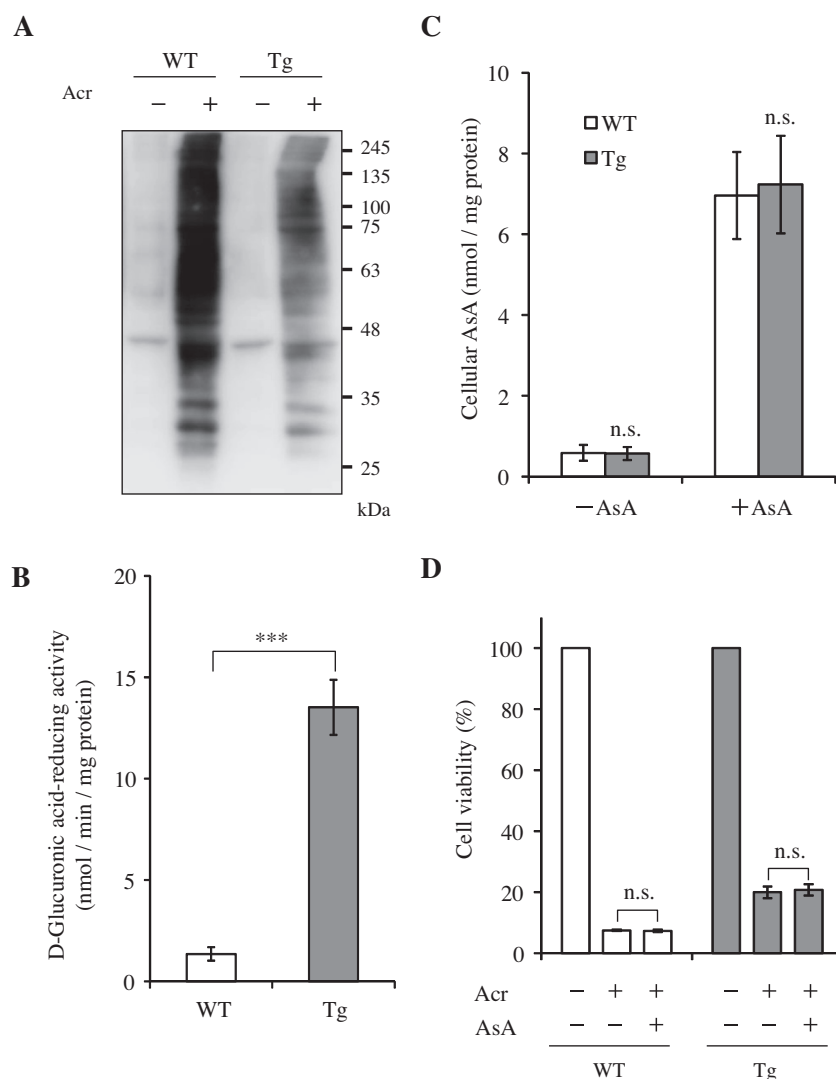 A
WT Tg
Acr − + − +
245
135
100
75
63
48
35
25
kDa
B
D-Glucuronic acid-reducing activity
(nmol / min / mg protein)
20
15
10
5
0
***
WT Tg
C
Cellular AsA (nmol / mg protein)
10
8
6
4
2
0
WT
Tg
n.s.
n.s.
−AsA +AsA
D
Cell viability (%)
100
80
60
40
20
0
n.s.
n.s.
Acr − + + − + +
AsA − − + − − +
WT Tg